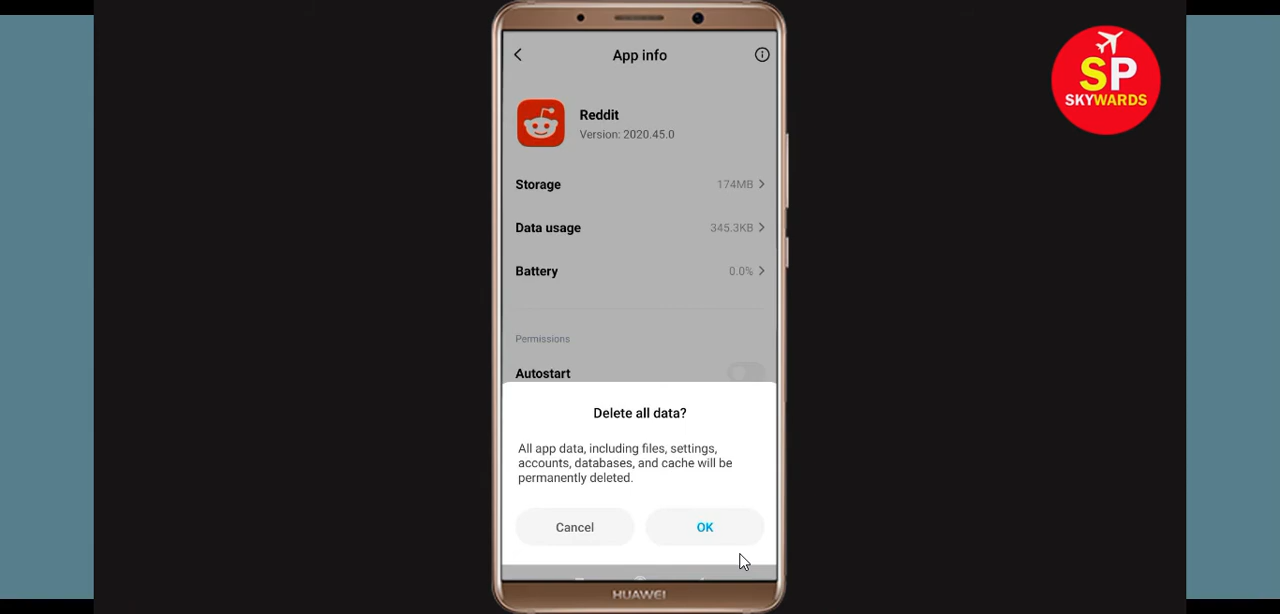 App info
SP
SKYWARDS
Reddit
Version: 2020.45.0
Storage 174MB
Data usage 345.3KB
Battery 0.0%
Permissions
Autostart
Delete all data?
All app data, including files, settings,
accounts, databases, and cache will be
permanently deleted.
Cancel OK
HUAWEI